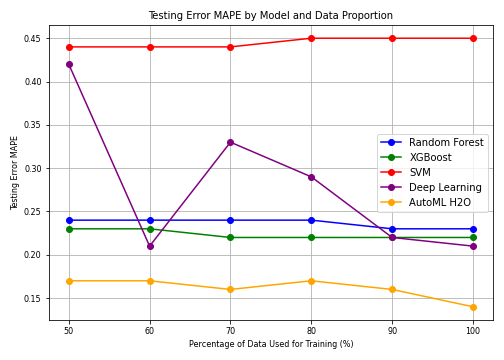 Testing Error MAPE by Model and Data Proportion
Testing Error MAPE
0.45
0.40
0.35
0.30
0.25
0.20
0.15
Random Forest
XGBoost
SVM
Deep Learning
AutoML H2O
50
60
70
80
90
100
Percentage of Data Used for Training (%)